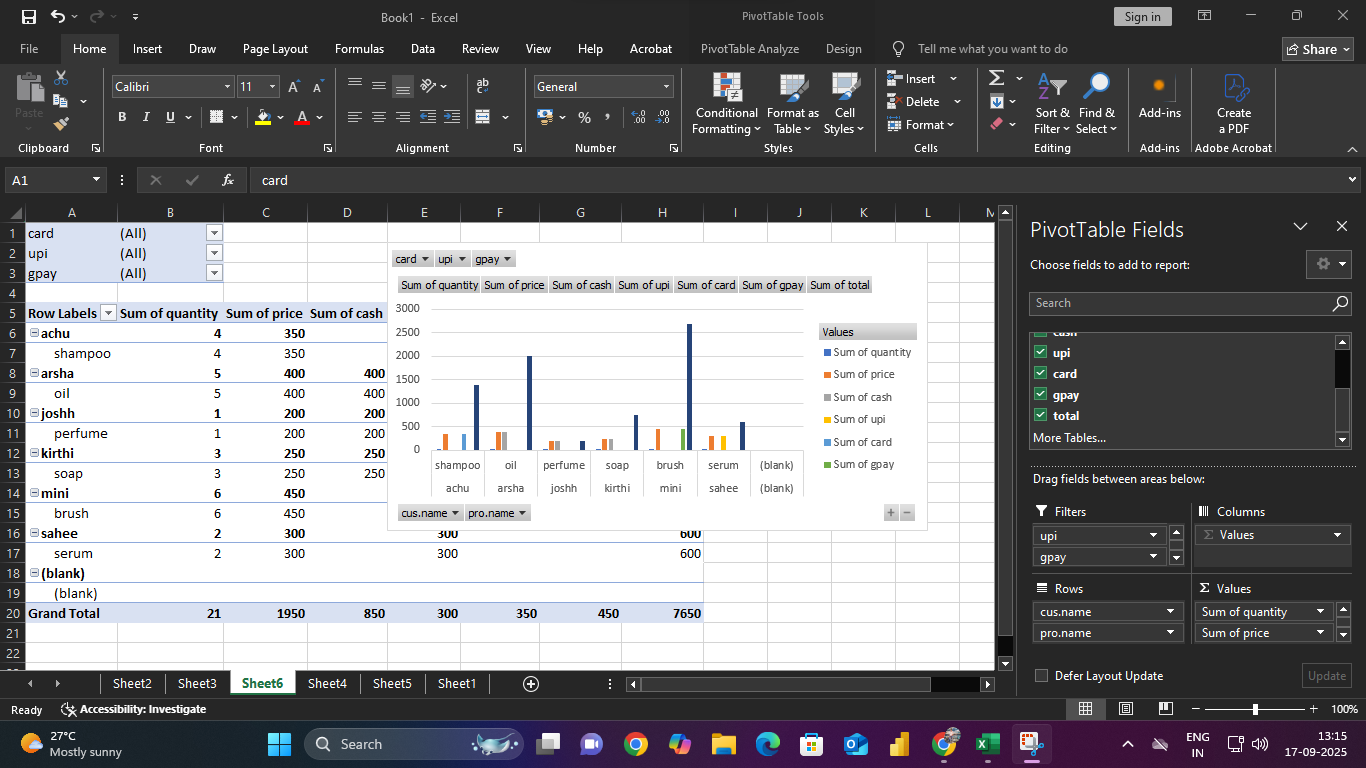 Book1 - Excel
PivotTable Tools
Sign in
File Home Insert Draw Page Layout Formulas Data Review View Help Acrobat PivotTable Analyze Design Tell me what you want to do Share
Paste
Calibri 11
B I U
ab
General
% ,
Conditional Formatting
Format as Table
Cell Styles
Insert
Delete
Format
Sort & Filter
Find & Select
Add-ins
Create a PDF
Clipboard Font Alignment Number Styles Cells Editing Add-ins Adobe Acrobat
A1 fx card
A B C D E F G H I J K L M
1 card (All)
2 upi (All)
3 gpay (All)
4
5 Row Labels Sum of quantity Sum of price Sum of cash
6 achu 4 350
7 shampoo 4 350
8 arsha 5 400 400
9 oil 5 400 400
10 joshh 1 200 200
11 perfume 1 200 200
12 kirthi 3 250 250
13 soap 3 250 250
14 mini 6 450
15 brush 6 450
16 sahee 2 300 300 600
17 serum 2 300 300 600
18 (blank)
19 (blank)
20 Grand Total 21 1950 850 300 350 450 7650
21
22
card upi gpay
Sum of quantity Sum of price Sum of cash Sum of upi Sum of card Sum of gpay Sum of total
3000
2500
2000
1500
1000
500
0
shampoo oil perfume soap brush serum (blank)
achu arsha joshh kirthi mini sahee (blank)
cus.name pro.name
+ −
Values
Sum of quantity
Sum of price
Sum of cash
Sum of upi
Sum of card
Sum of gpay
PivotTable Fields
Choose fields to add to report:
Search
cash
upi
card
gpay
total
More Tables...
Drag fields between areas below:
Filters
upi
gpay
Columns
Σ Values
Rows
cus.name
pro.name
Σ Values
Sum of quantity
Sum of price
Defer Layout Update Update
Sheet2 Sheet3 Sheet6 Sheet4 Sheet5 Sheet1
Ready Accessibility: Investigate 100%
27°C
Mostly sunny
Search
ENG
IN
13:15
17-09-2025